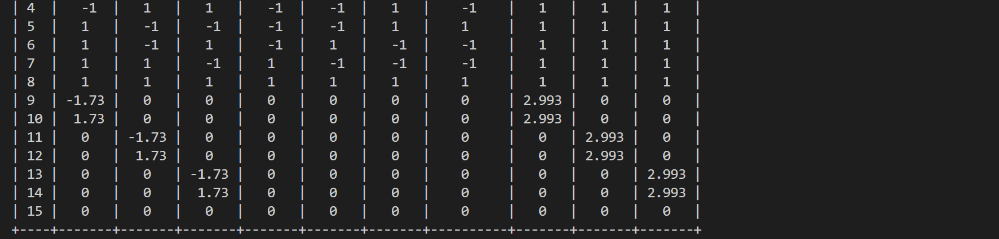 | 4  |   -1  |   1   |   1   |   -1  |   -1  |   1   |    -1    |   1   |   1   |   1   |
| 5  |   1   |   -1  |   -1  |   -1  |   -1  |   1   |    1     |   1   |   1   |   1   |
| 6  |   1   |   -1  |   1   |   -1  |   1   |   -1  |    -1    |   1   |   1   |   1   |
| 7  |   1   |   1   |   -1  |   1   |   -1  |   -1  |    -1    |   1   |   1   |   1   |
| 8  |   1   |   1   |   1   |   1   |   1   |   1   |    1     |   1   |   1   |   1   |
| 9  | -1.73 |   0   |   0   |   0   |   0   |   0   |    0     | 2.993 |   0   |   0   |
| 10 |  1.73 |   0   |   0   |   0   |   0   |   0   |    0     | 2.993 |   0   |   0   |
| 11 |   0   | -1.73 |   0   |   0   |   0   |   0   |    0     |   0   | 2.993 |   0   |
| 12 |   0   |  1.73 |   0   |   0   |   0   |   0   |    0     |   0   | 2.993 |   0   |
| 13 |   0   |   0   | -1.73 |   0   |   0   |   0   |    0     |   0   |   0   | 2.993 |
| 14 |   0   |   0   |  1.73 |   0   |   0   |   0   |    0     |   0   |   0   | 2.993 |
| 15 |   0   |   0   |   0   |   0   |   0   |   0   |    0     |   0   |   0   |   0   |
+----+-------+-------+-------+-------+-------+-------+----------+-------+-------+-------+